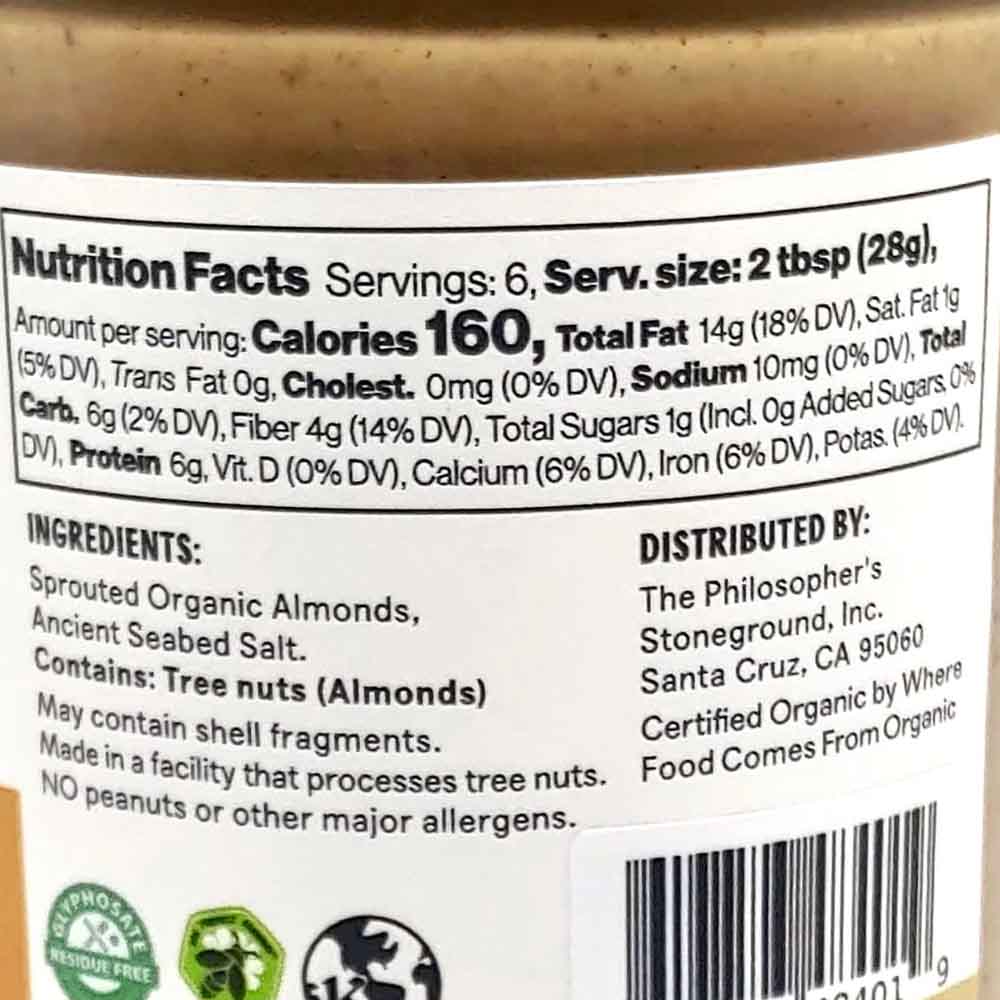 Nutrition Facts Servings: 6, Serv. size: 2 tbsp (28g),
Amount per serving: Calories 160, Total Fat 14g (18% DV), Sat. Fat 1g
(5% DV), Trans Fat 0g, Cholest. 0mg (0% DV), Sodium 10mg (0% DV), Total
Carb. 6g (2% DV), Fiber 4g (14% DV), Total Sugars 1g (Incl. 0g Added Sugars, 0%
DV), Protein 6g, Vit. D (0% DV), Calcium (6% DV), Iron (6% DV), Potas. (4% DV).
INGREDIENTS:
Sprouted Organic Almonds,
Ancient Seabed Salt.
Contains: Tree nuts (Almonds)
May contain shell fragments.
Made in a facility that processes tree nuts.
NO peanuts or other major allergens.
DISTRIBUTED BY:
The Philosopher's
Stoneground, Inc.
Santa Cruz, CA 95060
Certified Organic by Where
Food Comes From Organic
GLYPHOSATE
RESIDUE FREE
9